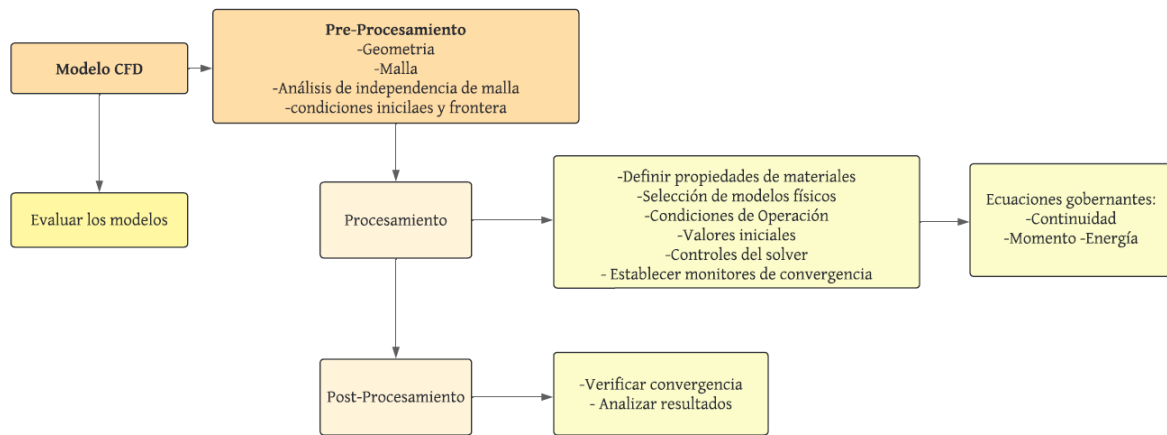 Modelo CFD
Pre-Procesamiento
-Geometria
-Malla
-Análisis de independencia de malla
-condiciones inicilaes y frontera
Evaluar los modelos
Procesamiento
-Definir propiedades de materiales
-Selección de modelos físicos
-Condiciones de Operación
-Valores iniciales
-Controles del solver
- Establecer monitores de convergencia
Ecuaciones gobernantes:
-Continuidad
-Momento -Energía
Post-Procesamiento
-Verificar convergencia
- Analizar resultados